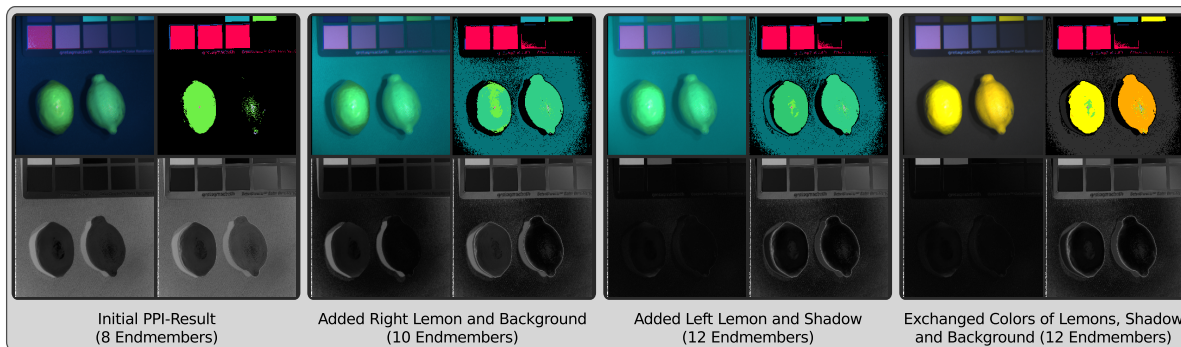 Initial PPI-Result
(8 Endmembers)
Added Right Lemon and Background
(10 Endmembers)
Added Left Lemon and Shadow
(12 Endmembers)
Exchanged Colors of Lemons, Shadow
and Background (12 Endmembers)